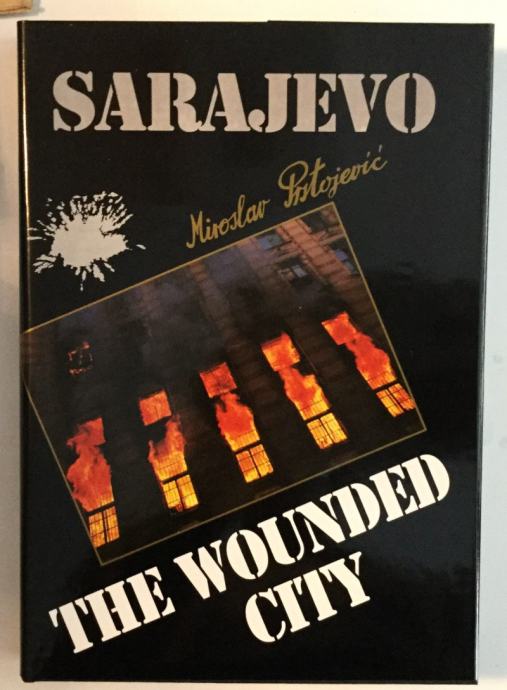 SARAJEVO
Miroslav Prstojević
THE WOUNDED
CITY